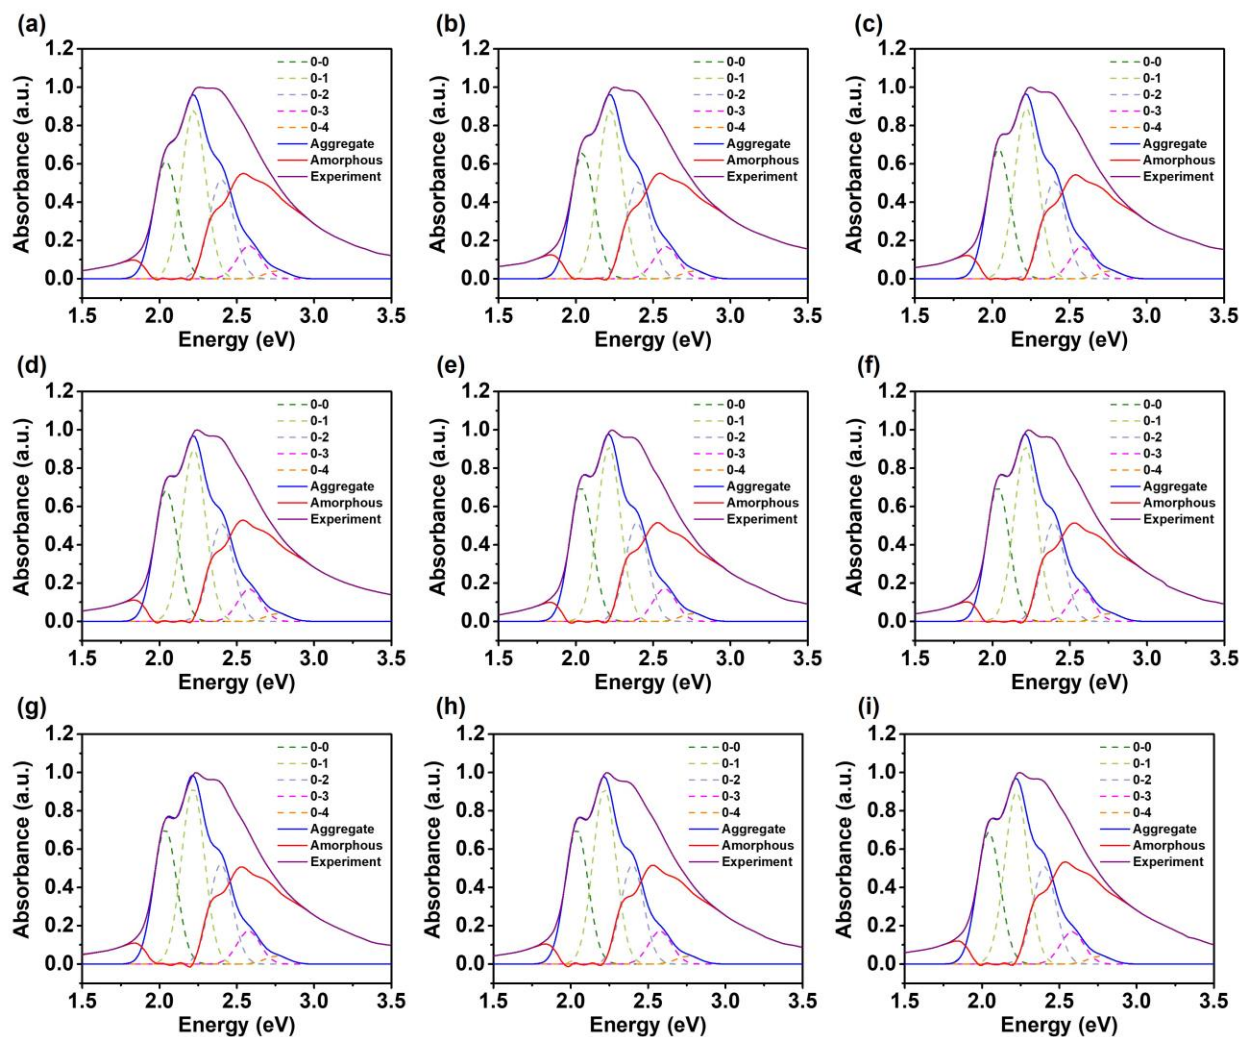 (a)
1.2
1.0
0.8
0.6
0.4
0.2
0.0
Absorbance (a.u.)
0-0
0-1
0-2
0-3
0-4
Aggregate
Amorphous
Experiment
1.5 2.0 2.5 3.0 3.5
Energy (eV)
(b)
1.2
1.0
0.8
0.6
0.4
0.2
0.0
Absorbance (a.u.)
0-0
0-1
0-2
0-3
0-4
Aggregate
Amorphous
Experiment
1.5 2.0 2.5 3.0 3.5
Energy (eV)
(c)
1.2
1.0
0.8
0.6
0.4
0.2
0.0
Absorbance (a.u.)
0-0
0-1
0-2
0-3
0-4
Aggregate
Amorphous
Experiment
1.5 2.0 2.5 3.0 3.5
Energy (eV)
(d)
1.2
1.0
0.8
0.6
0.4
0.2
0.0
Absorbance (a.u.)
0-0
0-1
0-2
0-3
0-4
Aggregate
Amorphous
Experiment
1.5 2.0 2.5 3.0 3.5
Energy (eV)
(e)
1.2
1.0
0.8
0.6
0.4
0.2
0.0
Absorbance (a.u.)
0-0
0-1
0-2
0-3
0-4
Aggregate
Amorphous
Experiment
1.5 2.0 2.5 3.0 3.5
Energy (eV)
(f)
1.2
1.0
0.8
0.6
0.4
0.2
0.0
Absorbance (a.u.)
0-0
0-1
0-2
0-3
0-4
Aggregate
Amorphous
Experiment
1.5 2.0 2.5 3.0 3.5
Energy (eV)
(g)
1.2
1.0
0.8
0.6
0.4
0.2
0.0
Absorbance (a.u.)
0-0
0-1
0-2
0-3
0-4
Aggregate
Amorphous
Experiment
1.5 2.0 2.5 3.0 3.5
Energy (eV)
(h)
1.2
1.0
0.8
0.6
0.4
0.2
0.0
Absorbance (a.u.)
0-0
0-1
0-2
0-3
0-4
Aggregate
Amorphous
Experiment
1.5 2.0 2.5 3.0 3.5
Energy (eV)
(i)
1.2
1.0
0.8
0.6
0.4
0.2
0.0
Absorbance (a.u.)
0-0
0-1
0-2
0-3
0-4
Aggregate
Amorphous
Experiment
1.5 2.0 2.5 3.0 3.5
Energy (eV)